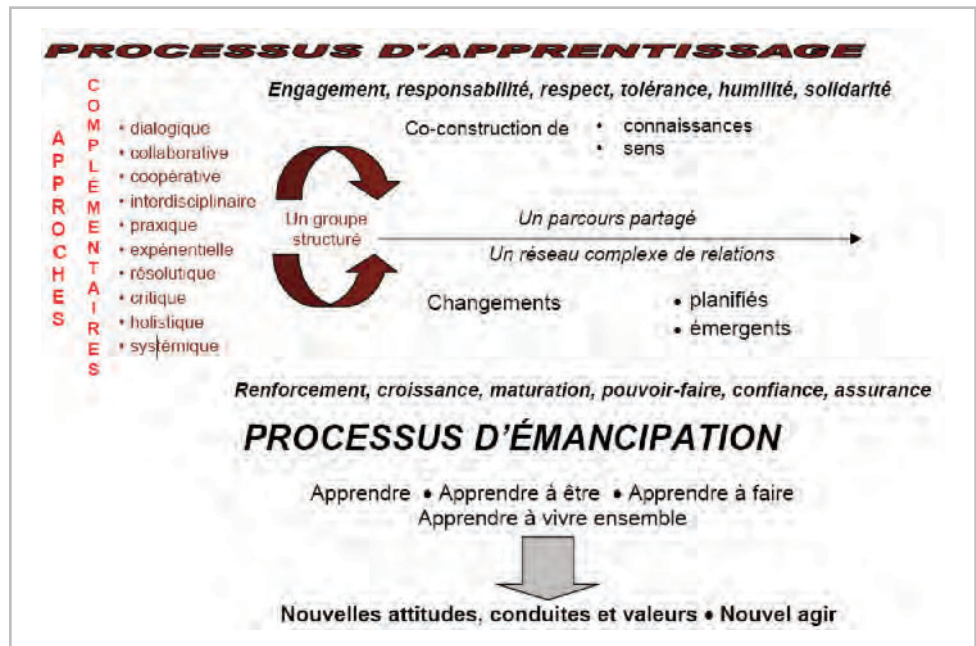 PROCESSUS D'APPRENTISSAGE
Engagement, responsabilité, respect, tolérance, humilité, solidarité
APPROCHES
COMPLÉMENTAIRES
• dialogique
• collaborative
• coopérative
• interdisciplinaire
• praxique
• expérientielle
• résolutique
• critique
• holistique
• systémique
Un groupe
structuré
Co-construction de
• connaissances
• sens
Un parcours partagé
Un réseau complexe de relations
Changements
• planifiés
• émergents
Renforcement, croissance, maturation, pouvoir-faire, confiance, assurance
PROCESSUS D'ÉMANCIPATION
Apprendre • Apprendre à être • Apprendre à faire
Apprendre à vivre ensemble
Nouvelles attitudes, conduites et valeurs • Nouvel agir